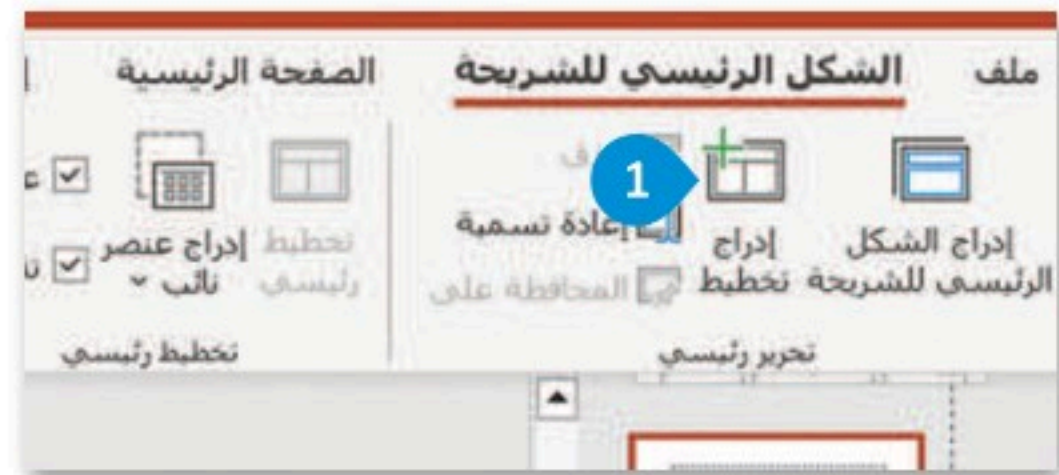 ملف الشكل الرئيسي للشريحة الصفحة الرئيسية
إدراج الشكل
الرئيسي للشريحة
إدراج
تخطيط
1
إعادة تسمية
المحافظة على
تخطيط
رئيسي
إدراج عنصر
نائب
تحرير رئيسي
تخطيط رئيسي